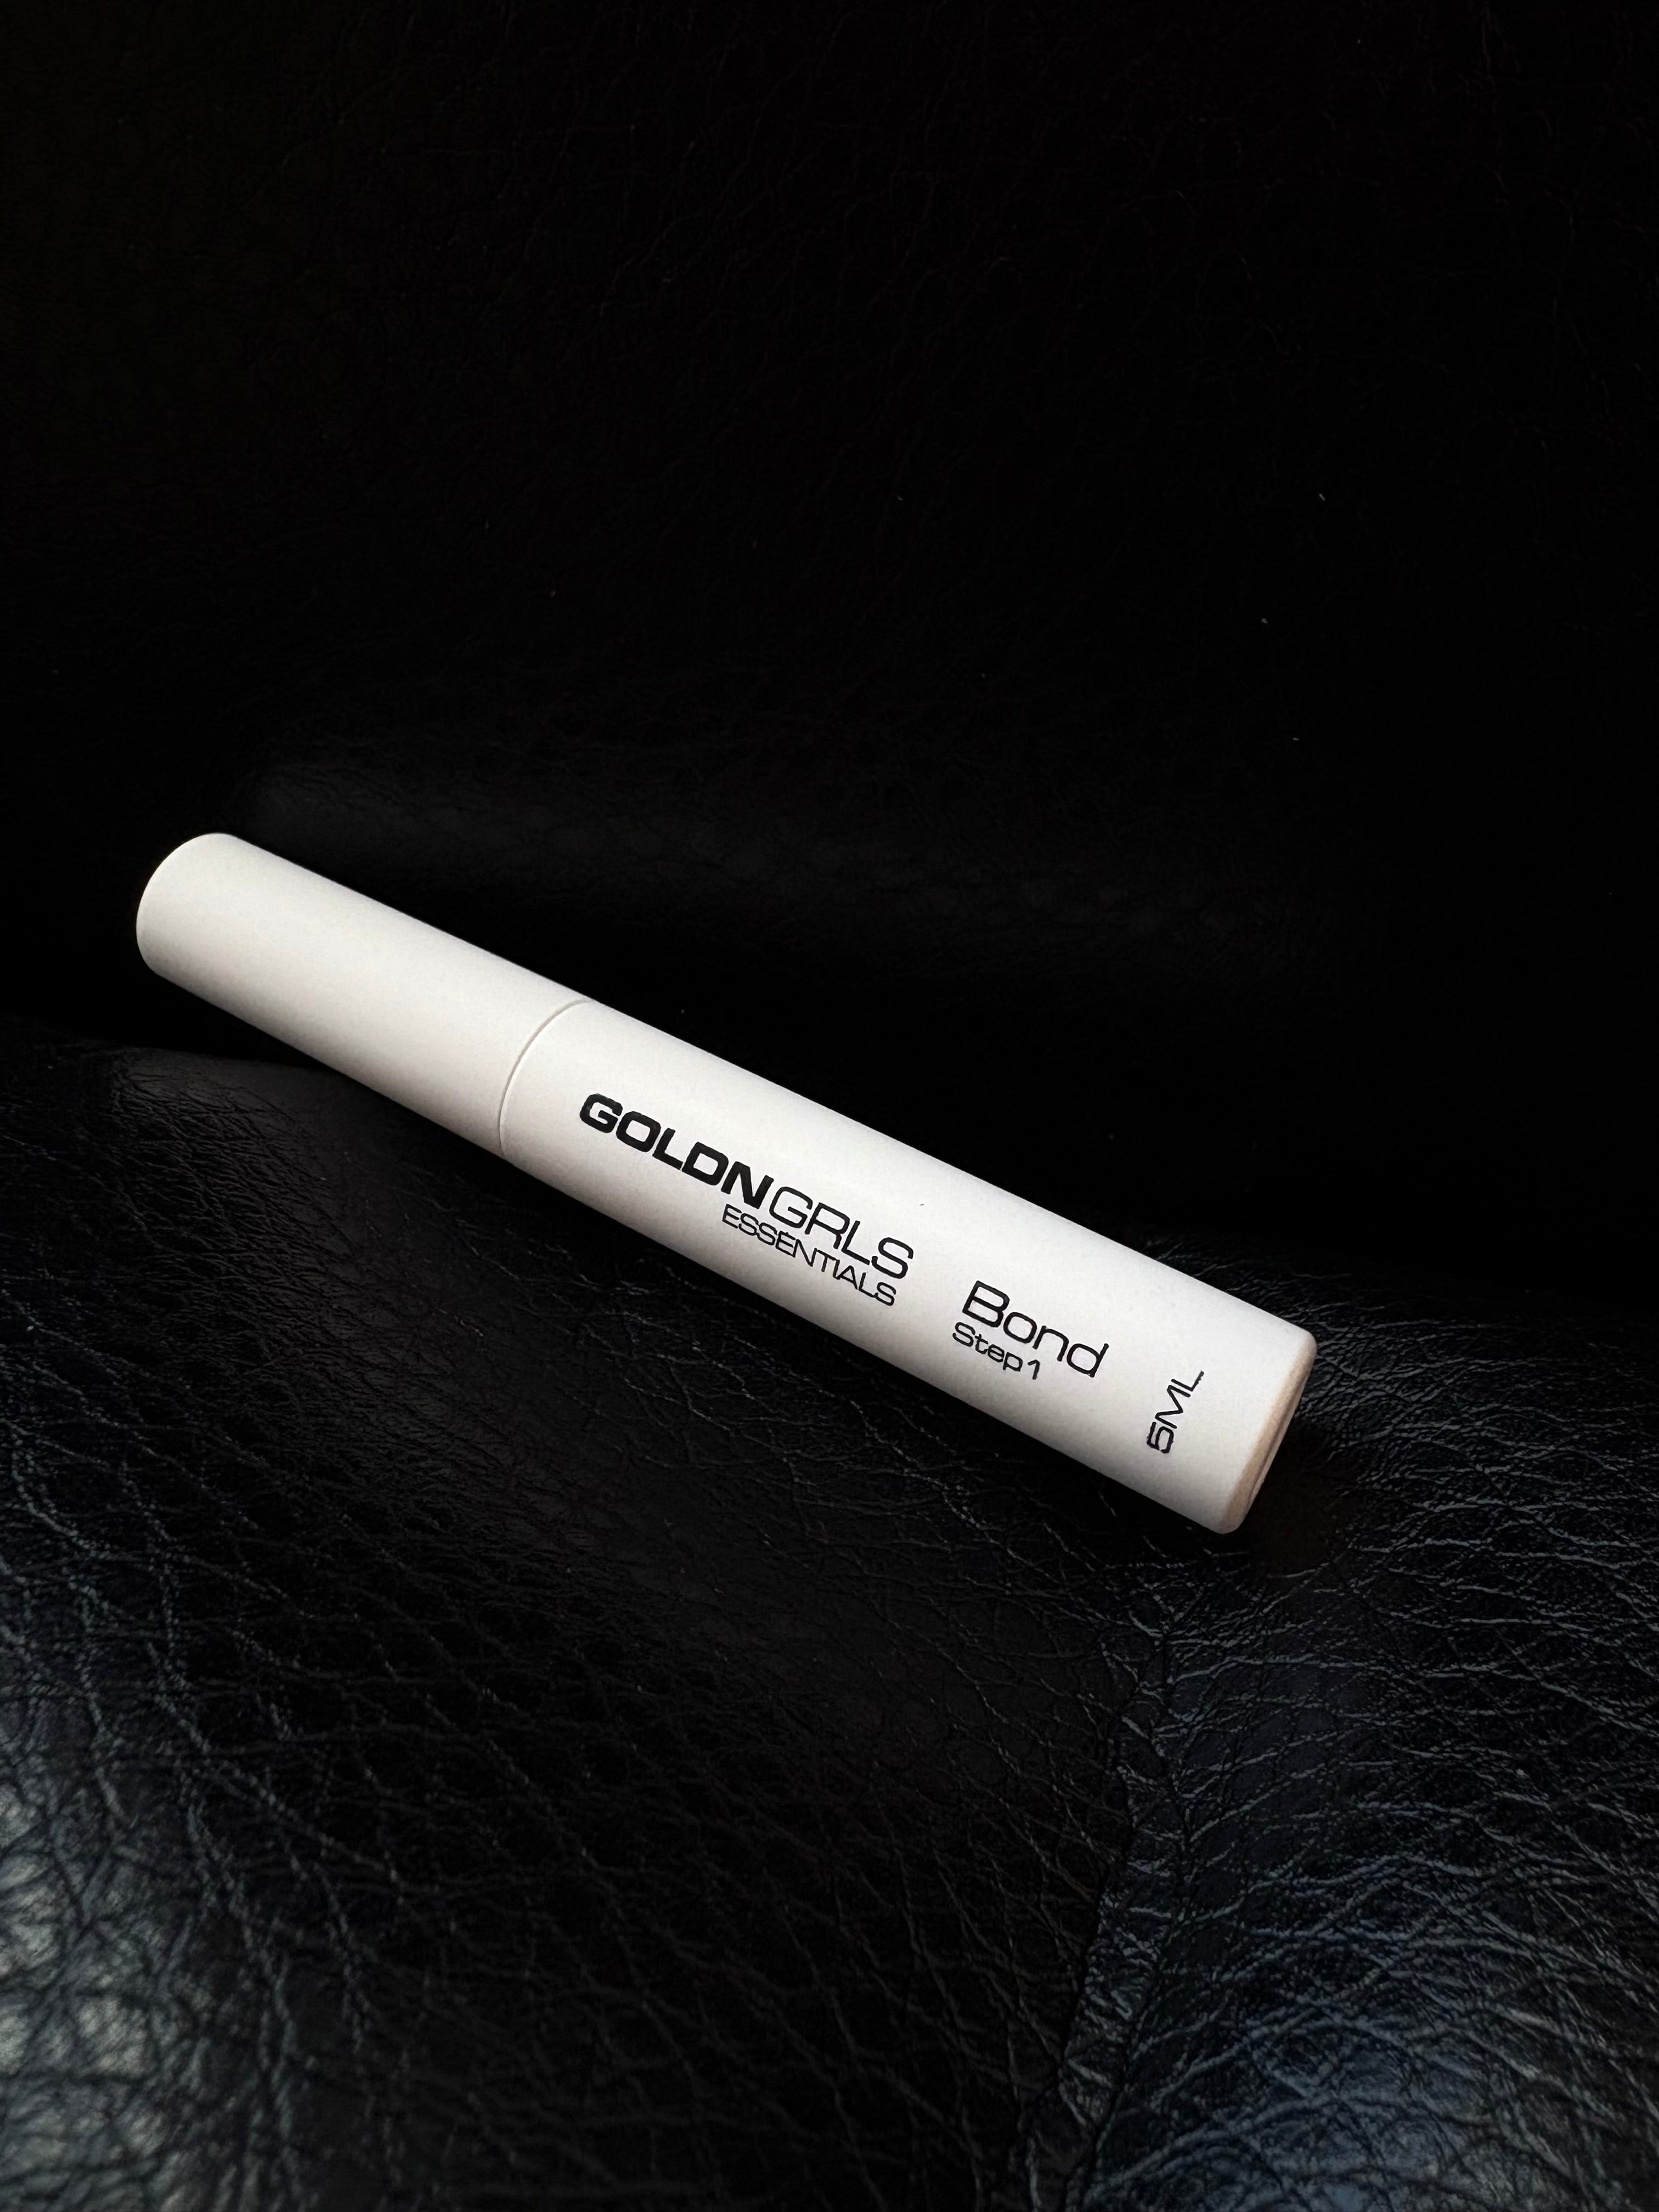 GOLDNGRLS
ESSENTIALS
Bond
Step 1
5ML